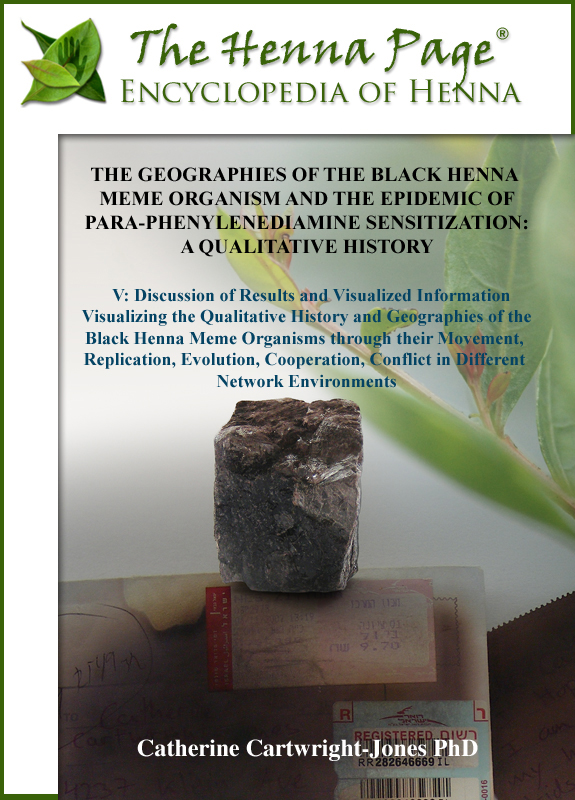 The Henna Page®
ENCYCLOPEDIA OF HENNA
THE GEOGRAPHIES OF THE BLACK HENNA
MEME ORGANISM AND THE EPIDEMIC OF
PARA-PHENYLENEDIAMINE SENSITIZATION:
A QUALITATIVE HISTORY
V: Discussion of Results and Visualized Information
Visualizing the Qualitative History and Geographies of the
Black Henna Meme Organisms through their Movement,
Replication, Evolution, Cooperation, Conflict in Different
Network Environments
9.70
R
REGISTERED רשום
RR282646669IL
Catherine Cartwright-Jones PhD